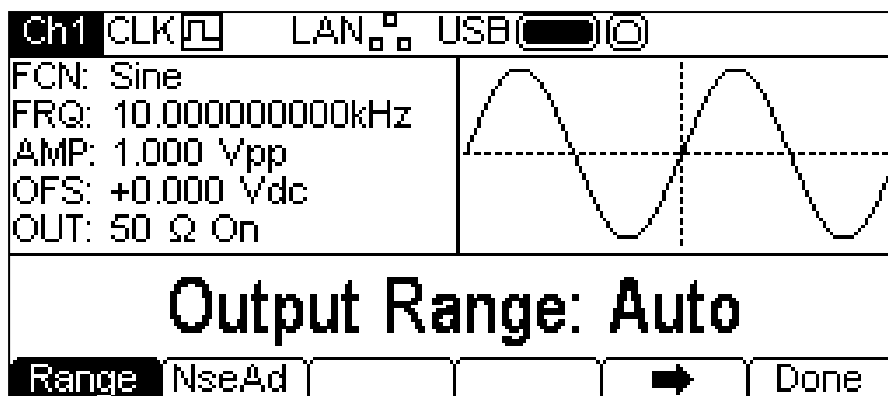 Ch1 CLK LAN USB
FCN: Sine
FRQ: 10.000000000kHz
AMP: 1.000 Vpp
OFS: +0.000 Vdc
OUT: 50 Ω On
Output Range: Auto
Range NseAd Done